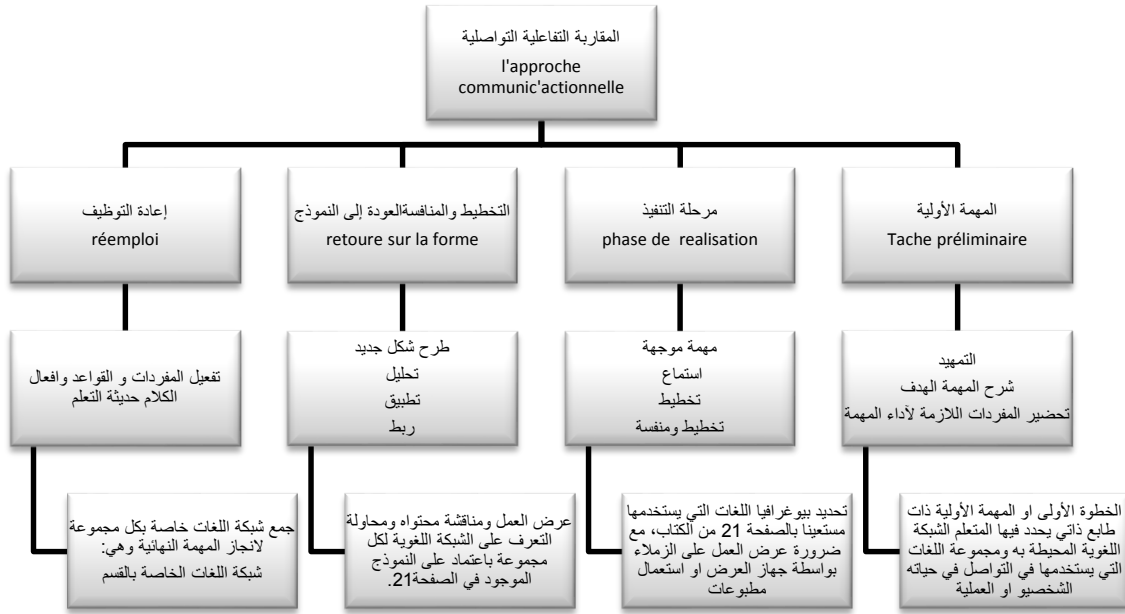 المقاربة التفاعلية التواصلية
l'approche
communic'actionnelle
المهمة الأولية
Tache préliminaire
مرحلة التنفيذ
phase de realisation
التخطيط والمنافسةالعودة إلى النموذج
retoure sur la forme
إعادة التوظيف
réemploi
التمهيد
شرح المهمة الهدف
تحضير المفردات اللازمة لآداء المهمة
مهمة موجهة
استماع
تخطيط
تخطيط ومنفسة
طرح شكل جديد
تحليل
تطبيق
ربط
تفعيل المفردات و القواعد وافعال
الكلام حديثة التعلم
الخطوة الأولى او المهمة الأولية ذات
طابع ذاتي يحدد فيها المتعلم الشبكة
اللغوية المحيطة به ومجموعة اللغات
التي يستخدمها في التواصل في حياته
الشخصيو او العملية
تحديد بيوغرافيا اللغات التي يستخدمها
مستعينا بالصفحة 21 من الكتاب، مع
ضرورة عرض العمل على الزملاء
بواسطة جهاز العرض او استعمال
مطبوعات
عرض العمل ومناقشة محتواه ومحاولة
التعرف على الشبكة اللغوية لكل
مجموعة باعتماد على النموذج
الموجود في الصفحة21.
جمع شبكة اللغات خاصة بكل مجموعة
لانجاز المهمة النهائية وهي:
شبكة اللغات الخاصة بالقسم